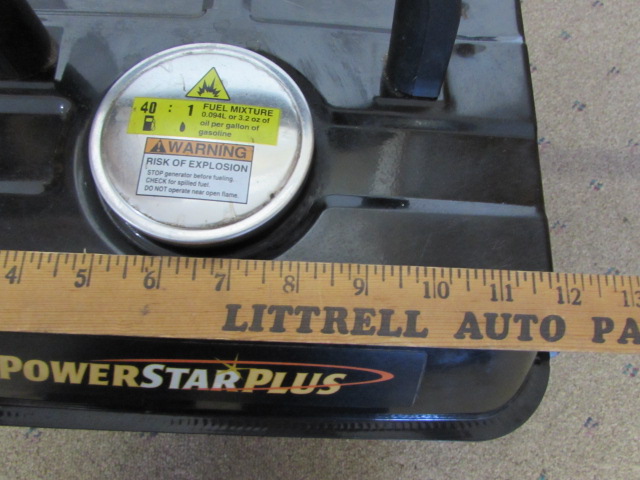 40 : 1
FUEL MIXTURE
0.094L or 3.2 oz of
oil per gallon of
gasoline
WARNING
RISK OF EXPLOSION
STOP generator before fueling.
CHECK for spilled fuel.
DO NOT operate near open flame.
4 5 6 7 8 9 10 11 12 13
LITTRELL AUTO PA
POWERSTARPLUS